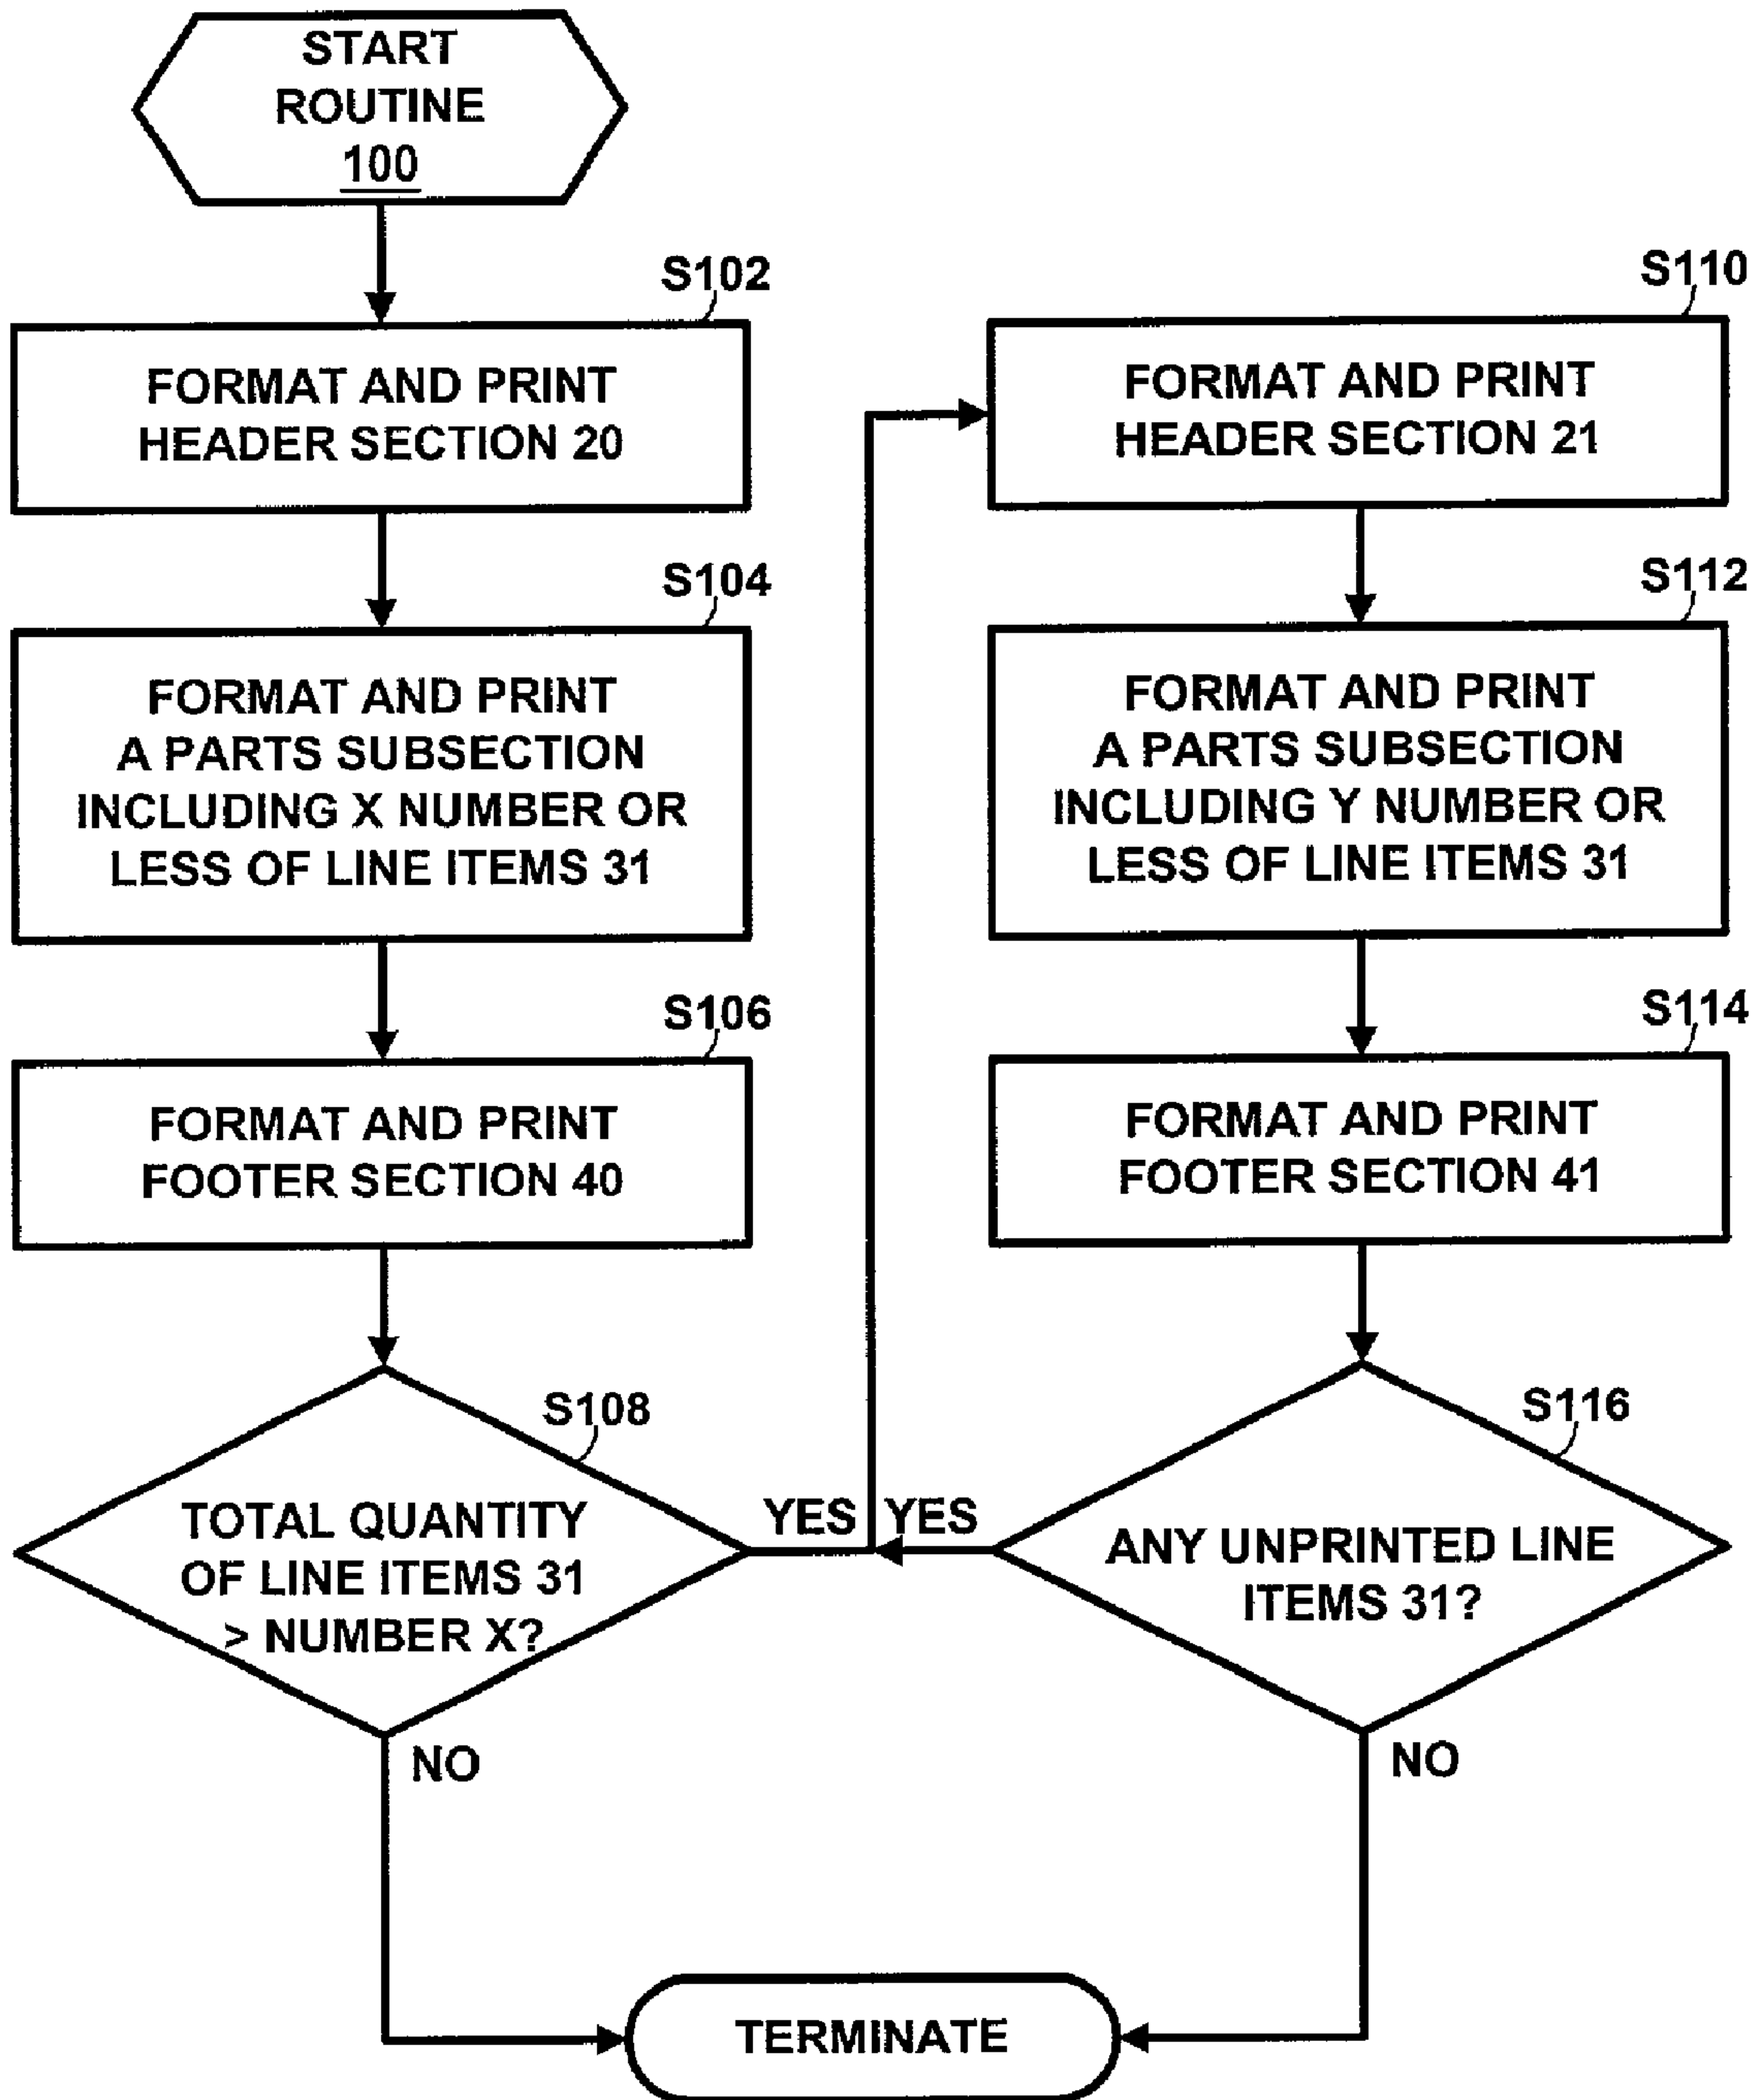 START
ROUTINE
100
S102
FORMAT AND PRINT
HEADER SECTION 20
S104
FORMAT AND PRINT
A PARTS SUBSECTION
INCLUDING X NUMBER OR
LESS OF LINE ITEMS 31
S106
FORMAT AND PRINT
FOOTER SECTION 40
S108
TOTAL QUANTITY
OF LINE ITEMS 31
> NUMBER X?
YES
NO
S110
FORMAT AND PRINT
HEADER SECTION 21
S112
FORMAT AND PRINT
A PARTS SUBSECTION
INCLUDING Y NUMBER OR
LESS OF LINE ITEMS 31
S114
FORMAT AND PRINT
FOOTER SECTION 41
S116
ANY UNPRINTED LINE
ITEMS 31?
YES
NO
TERMINATE